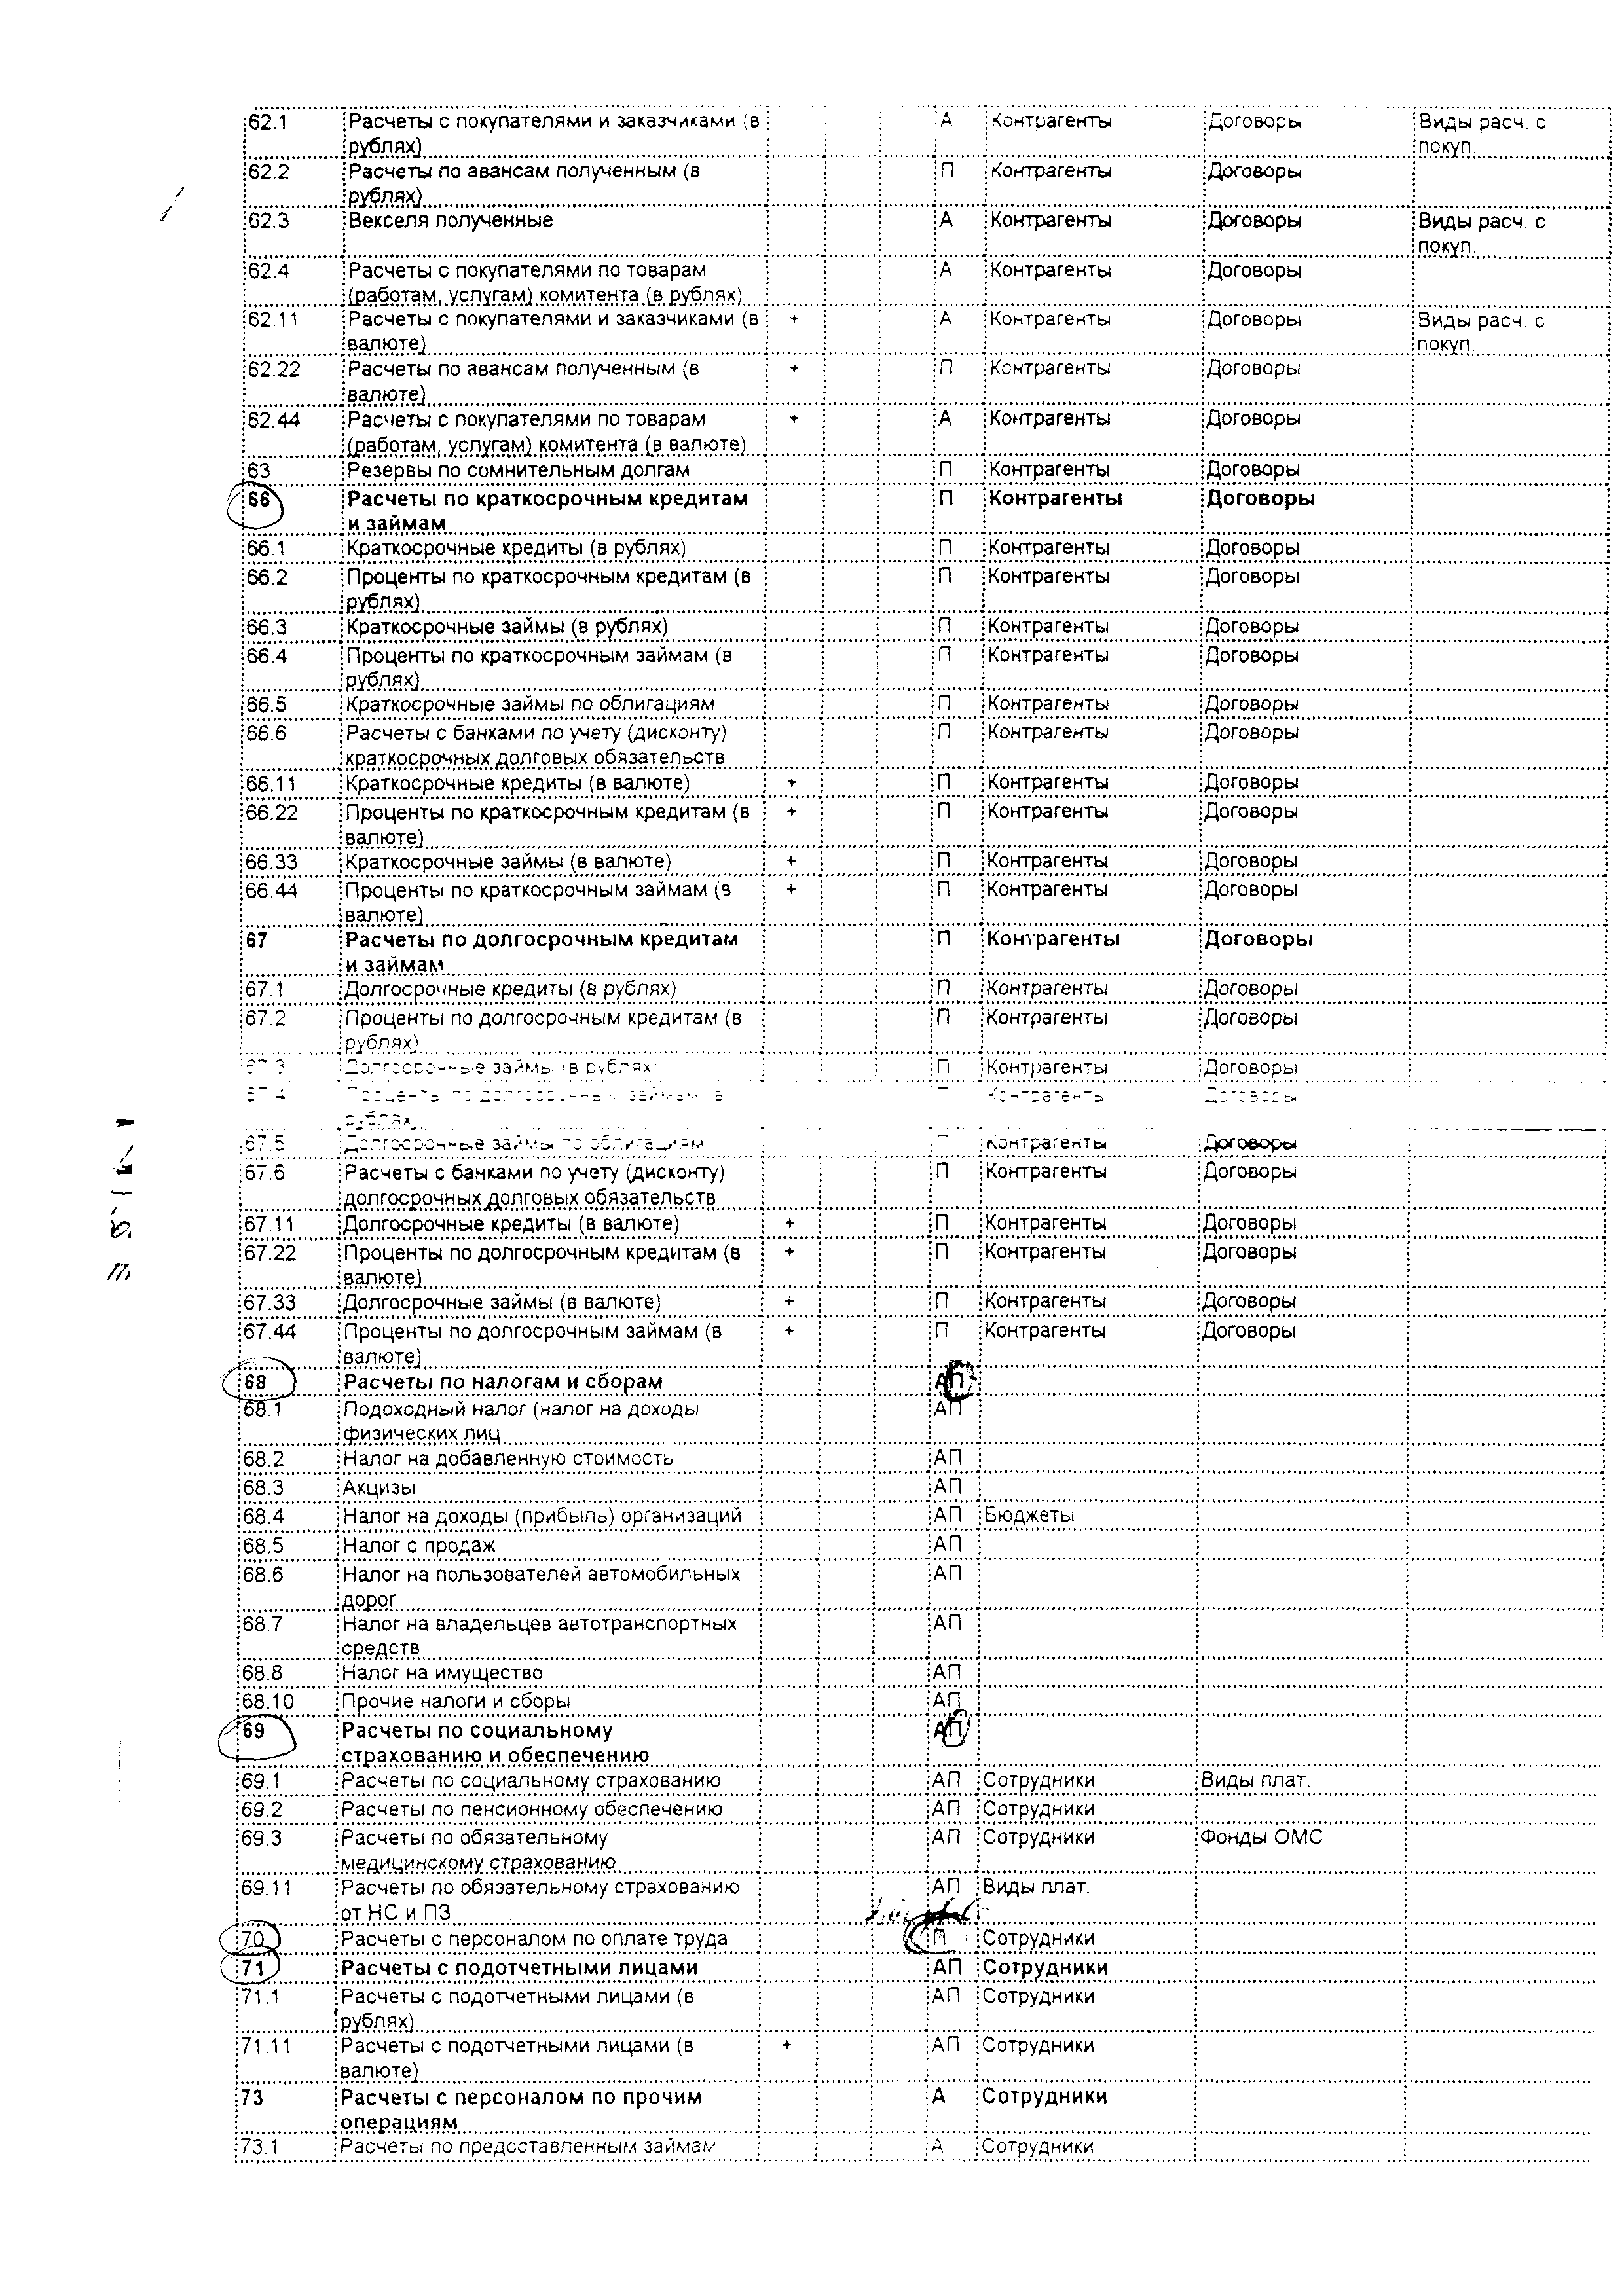 62.1 Расчеты с покупателями и заказчиками (в А Контрагенты Договоры Виды расч. с
рублях) покуп.
62.2 Расчеты по авансам полученным (в П Контрагенты Договоры
рублях)
62.3 Векселя полученные А Контрагенты Договоры Виды расч. с
покуп.
62.4 Расчеты с покупателями по товарам А Контрагенты Договоры
(работам, услугам) комитента (в рублях)
62.11 Расчеты с покупателями и заказчиками (в + А Контрагенты Договоры Виды расч. с
валюте) покуп.
62.22 Расчеты по авансам полученным (в + П Контрагенты Договоры
валюте)
62.44 Расчеты с покупателями по товарам + А Контрагенты Договоры
(работам, услугам) комитента (в валюте)
63 Резервы по сомнительным долгам П Контрагенты Договоры
66 Расчеты по краткосрочным кредитам П Контрагенты Договоры
и займам
66.1 Краткосрочные кредиты (в рублях) П Контрагенты Договоры
66.2 Проценты по краткосрочным кредитам (в П Контрагенты Договоры
рублях)
66.3 Краткосрочные займы (в рублях) П Контрагенты Договоры
66.4 Проценты по краткосрочным займам (в П Контрагенты Договоры
рублях)
66.5 Краткосрочные займы по облигациям П Контрагенты Договоры
66.6 Расчеты с банками по учету (дисконту) П Контрагенты Договоры
краткосрочных долговых обязательств
66.11 Краткосрочные кредиты (в валюте) + П Контрагенты Договоры
66.22 Проценты по краткосрочным кредитам (в + П Контрагенты Договоры
валюте)
66.33 Краткосрочные займы (в валюте) + П Контрагенты Договоры
66.44 Проценты по краткосрочным займам (в + П Контрагенты Договоры
валюте)
67 Расчеты по долгосрочным кредитам П Контрагенты Договоры
и займам
67.1 Долгосрочные кредиты (в рублях) П Контрагенты Договоры
67.2 Проценты по долгосрочным кредитам (в П Контрагенты Договоры
рублях)
67.3 Долгосрочные займы (в рублях) П Контрагенты Договоры
67.4 Проценты по долгосрочным займам (в Контрагенты Договоры
рублях)
67.5 Долгосрочные займы по облигациям Контрагенты Договоры
67.6 Расчеты с банками по учету (дисконту) П Контрагенты Договоры
долгосрочных долговых обязательств
67.11 Долгосрочные кредиты (в валюте) + П Контрагенты Договоры
67.22 Проценты по долгосрочным кредитам (в + П Контрагенты Договоры
валюте)
67.33 Долгосрочные займы (в валюте) + П Контрагенты Договоры
67.44 Проценты по долгосрочным займам (в + П Контрагенты Договоры
валюте)
68 Расчеты по налогам и сборам АП
68.1 Подоходный налог (налог на доходы АП
физических лиц
68.2 Налог на добавленную стоимость АП
68.3 Акцизы АП
68.4 Налог на доходы (прибыль) организаций АП Бюджеты
68.5 Налог с продаж АП
68.6 Налог на пользователей автомобильных АП
дорог
68.7 Налог на владельцев автотранспортных АП
средств
68.8 Налог на имущество АП
68.10 Прочие налоги и сборы АП
69 Расчеты по социальному АП
страхованию и обеспечению
69.1 Расчеты по социальному страхованию АП Сотрудники Виды плат.
69.2 Расчеты по пенсионному обеспечению АП Сотрудники
69.3 Расчеты по обязательному АП Сотрудники Фонды ОМС
медицинскому страхованию
69.11 Расчеты по обязательному страхованию АП Виды плат.
от НС и ПЗ
70 Расчеты с персоналом по оплате труда П Сотрудники
71 Расчеты с подотчетными лицами АП Сотрудники
71.1 Расчеты с подотчетными лицами (в АП Сотрудники
рублях)
71.11 Расчеты с подотчетными лицами (в + АП Сотрудники
валюте)
73 Расчеты с персоналом по прочим А Сотрудники
операциям
73.1 Расчеты по предоставленным займам А Сотрудники